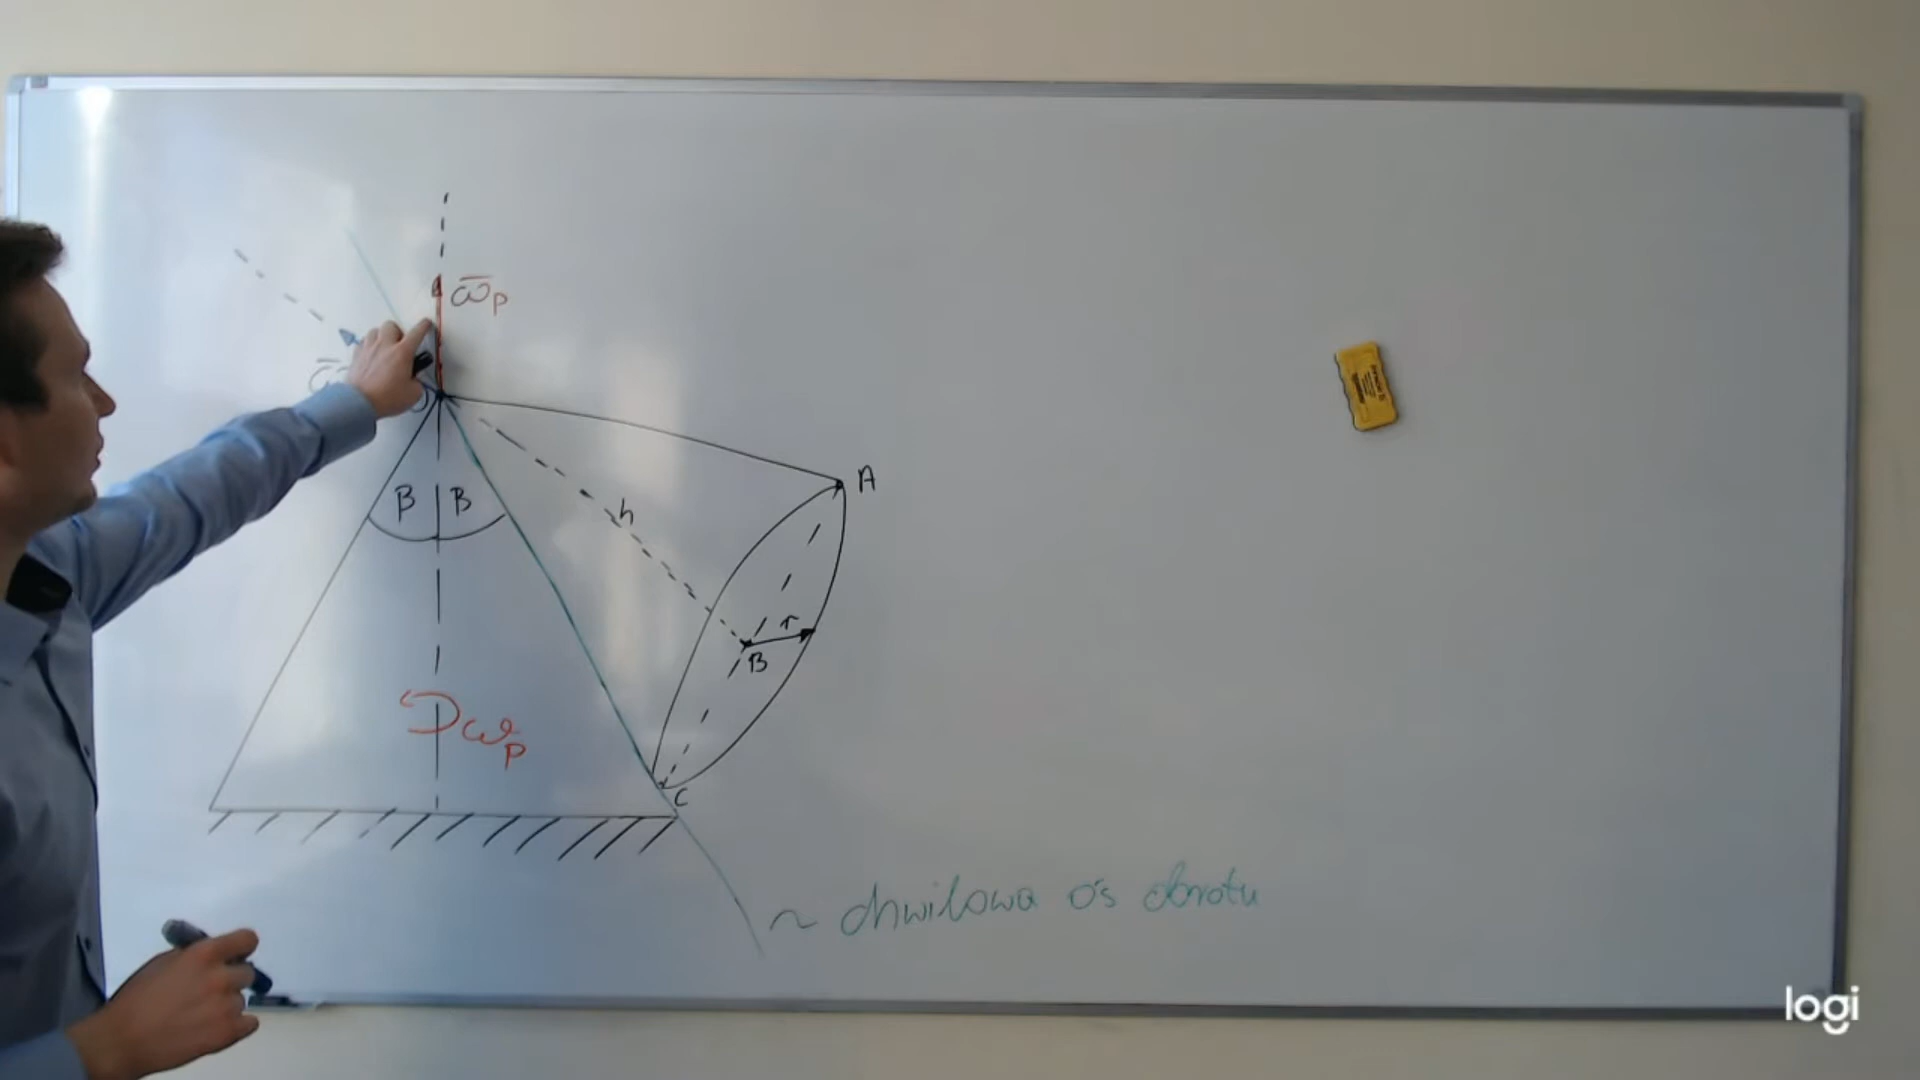 ω̅p
O
β β
h
A
r
B
ωp
C
~ chwilowa oś obrotu
logi